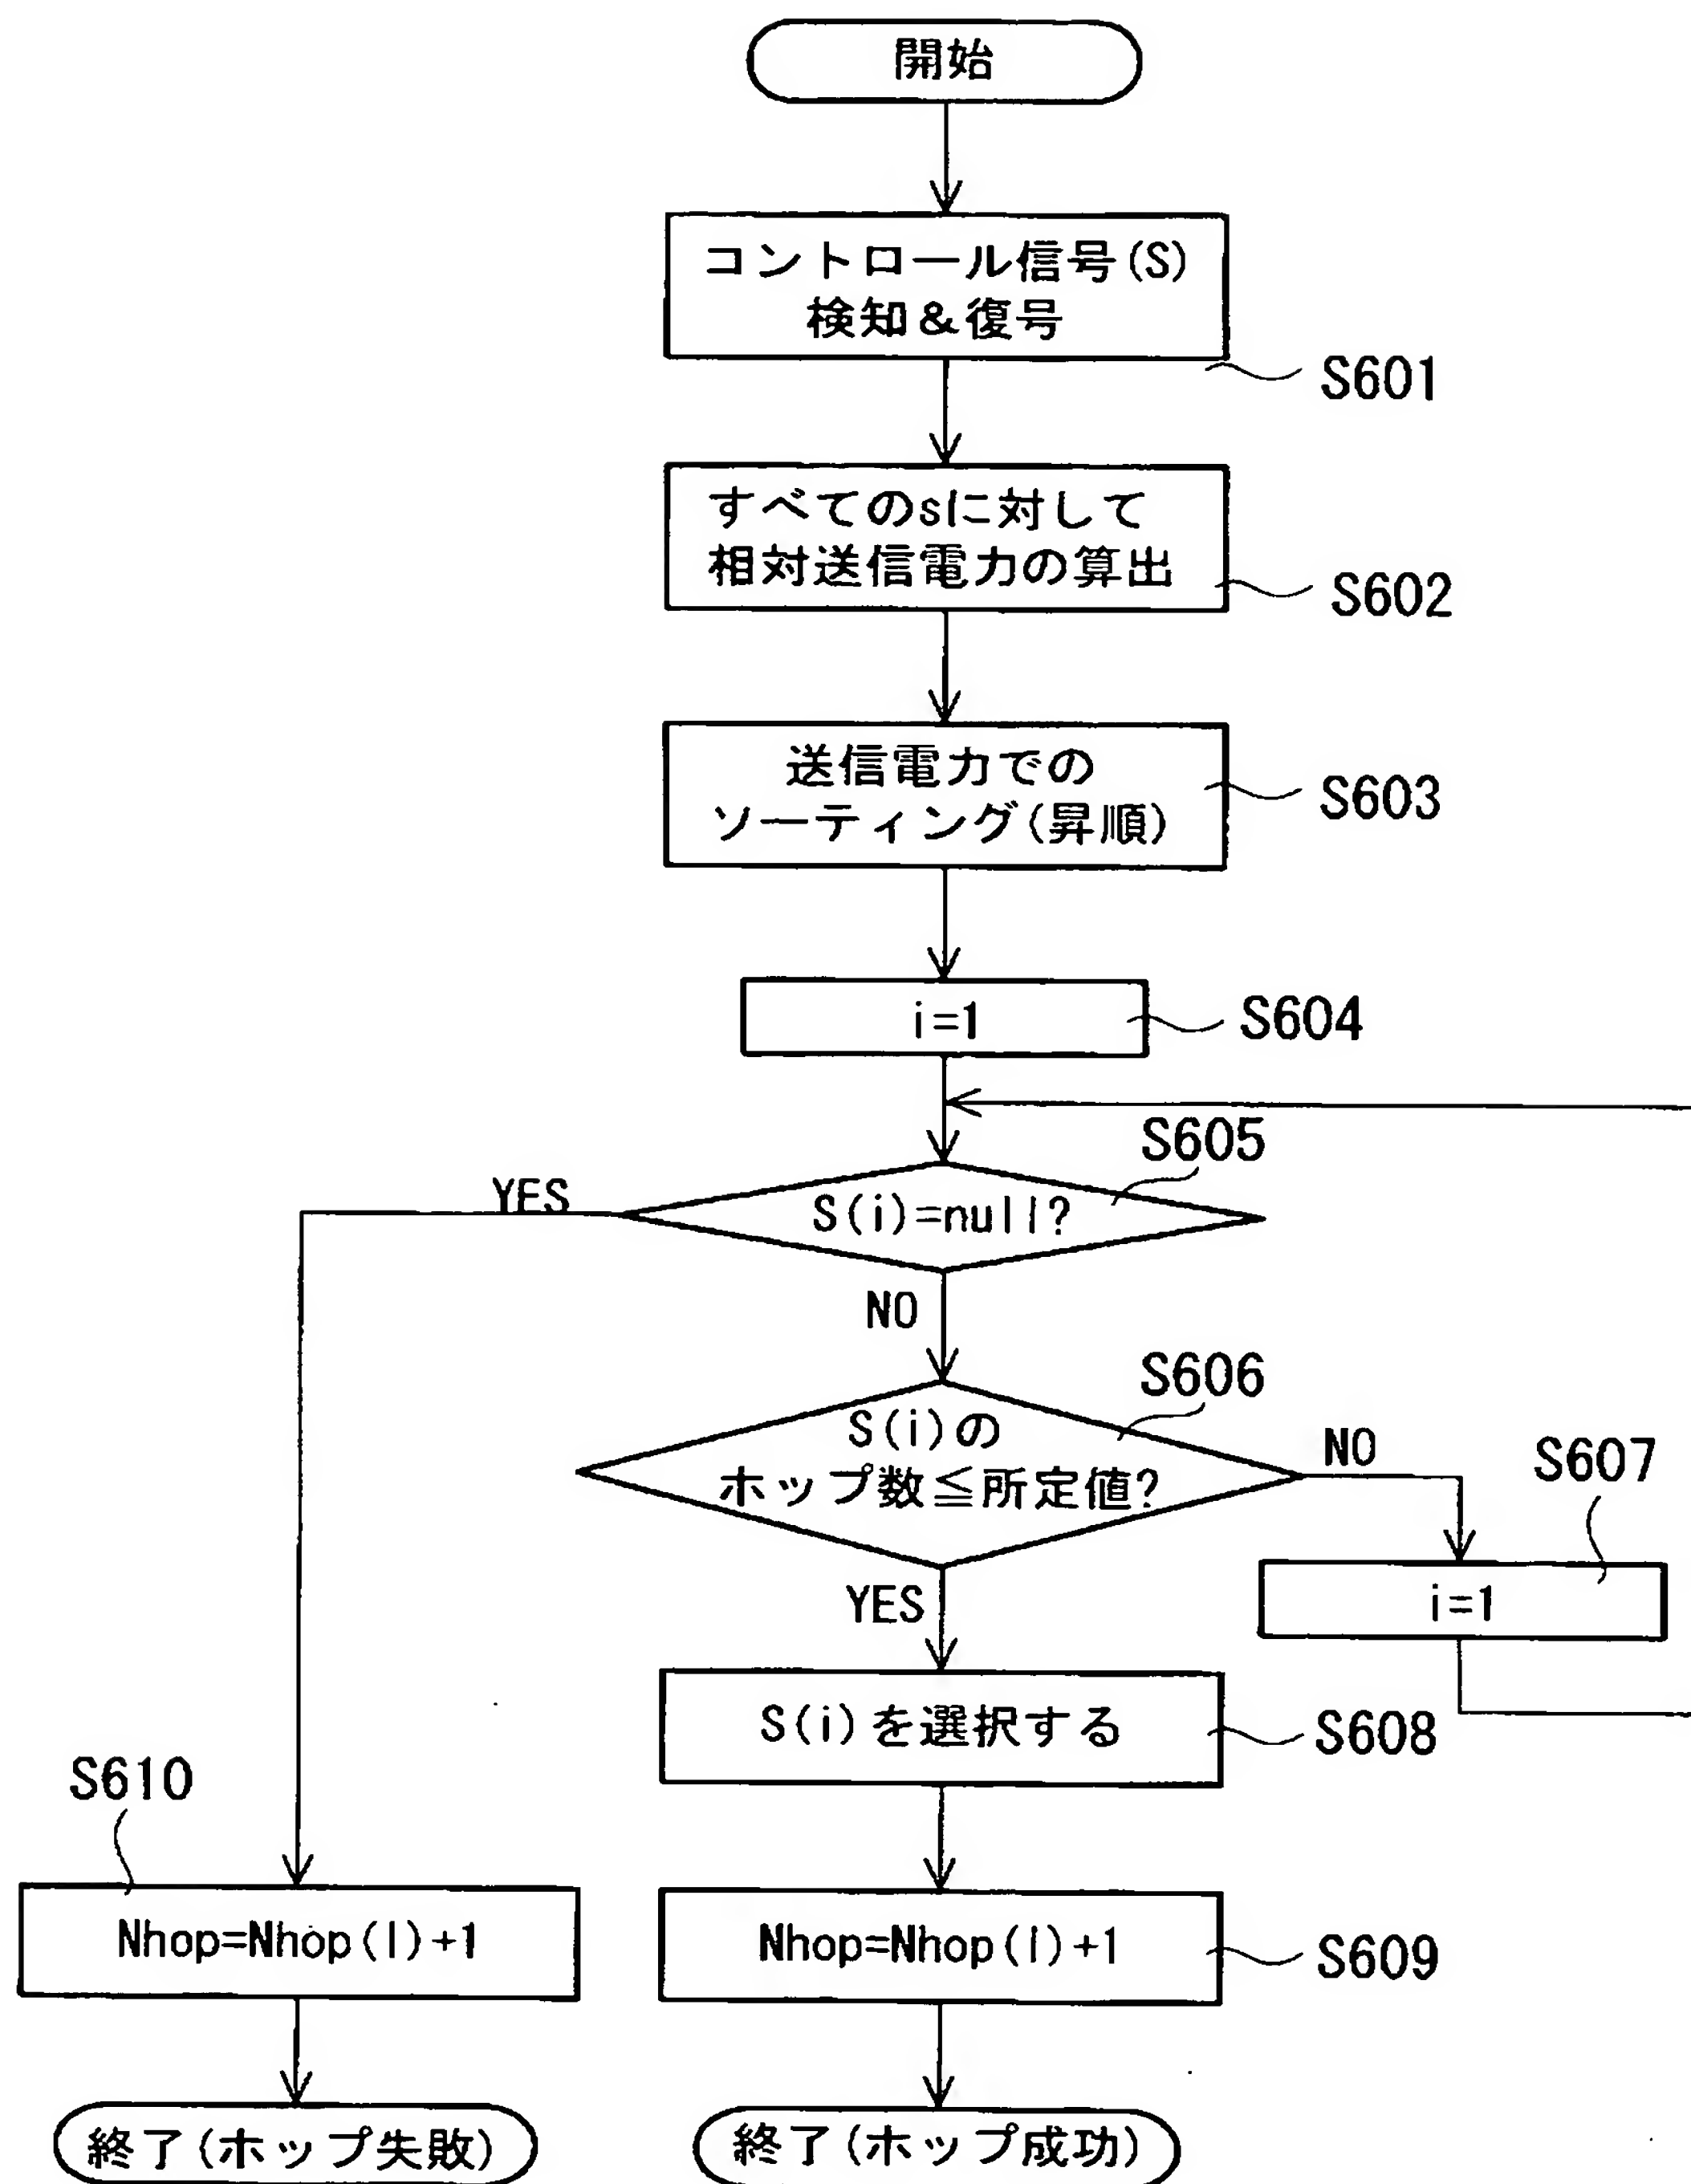 開始
コントロール信号(S)
検知&復号
S601
すべてのsに対して
相対送信電力の算出
S602
送信電力での
ソーティング(昇順)
S603
i=1
S604
S605
YES
S(i)=null?
NO
S606
S(i)の
ホップ数≦所定値?
NO
S607
i=1
YES
S(i)を選択する
S608
S610
Nhop=Nhop(l)+1
Nhop=Nhop(l)+1
S609
終了(ホップ失敗)
終了(ホップ成功)